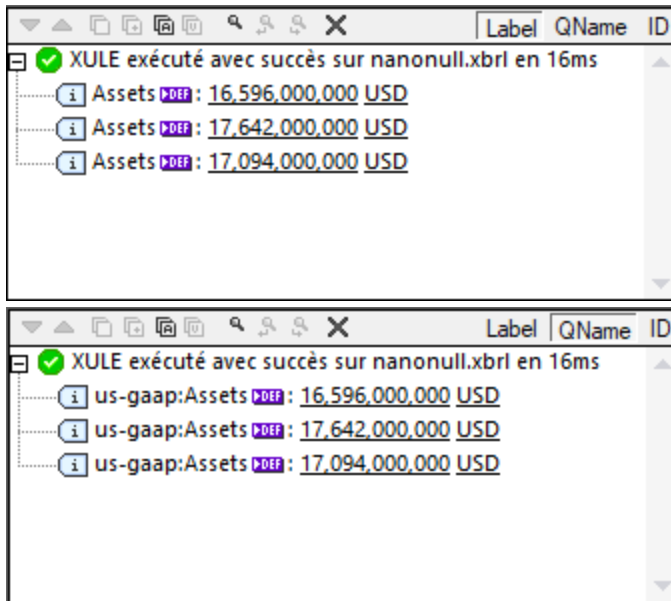 Label QName ID
XULE exécuté avec succès sur nanonull.xbrl en 16ms
i Assets DEF : 16,596,000,000 USD
i Assets DEF : 17,642,000,000 USD
i Assets DEF : 17,094,000,000 USD
Label QName ID
XULE exécuté avec succès sur nanonull.xbrl en 16ms
i us-gaap:Assets DEF : 16,596,000,000 USD
i us-gaap:Assets DEF : 17,642,000,000 USD
i us-gaap:Assets DEF : 17,094,000,000 USD